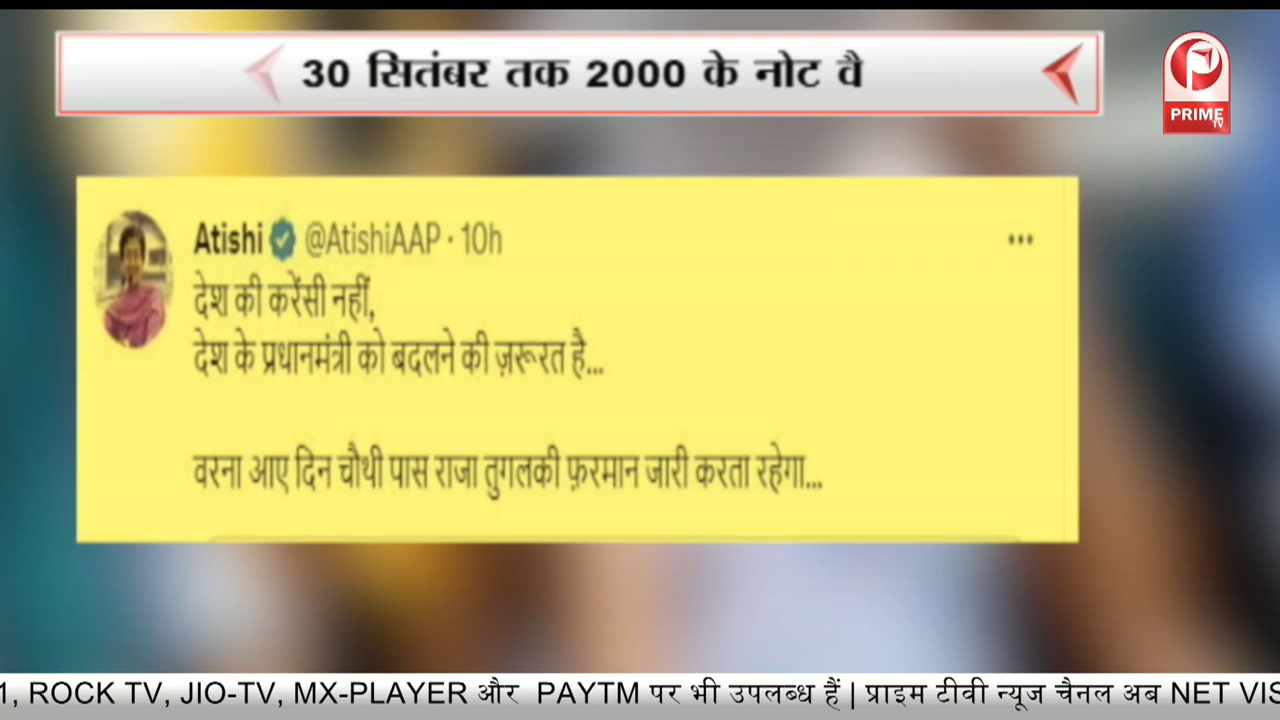 30 सितंबर तक 2000 के नोट वै
PRIME
TV
Atishi @AtishiAAP · 10h
देश की करेंसी नहीं,
देश के प्रधानमंत्री को बदलने की ज़रूरत है...
वरना आए दिन चौथी पास राजा तुगलकी फ़रमान जारी करता रहेगा...
1, ROCK TV, JIO-TV, MX-PLAYER और PAYTM पर भी उपलब्ध हैं | प्राइम टीवी न्यूज चैनल अब NET VIS